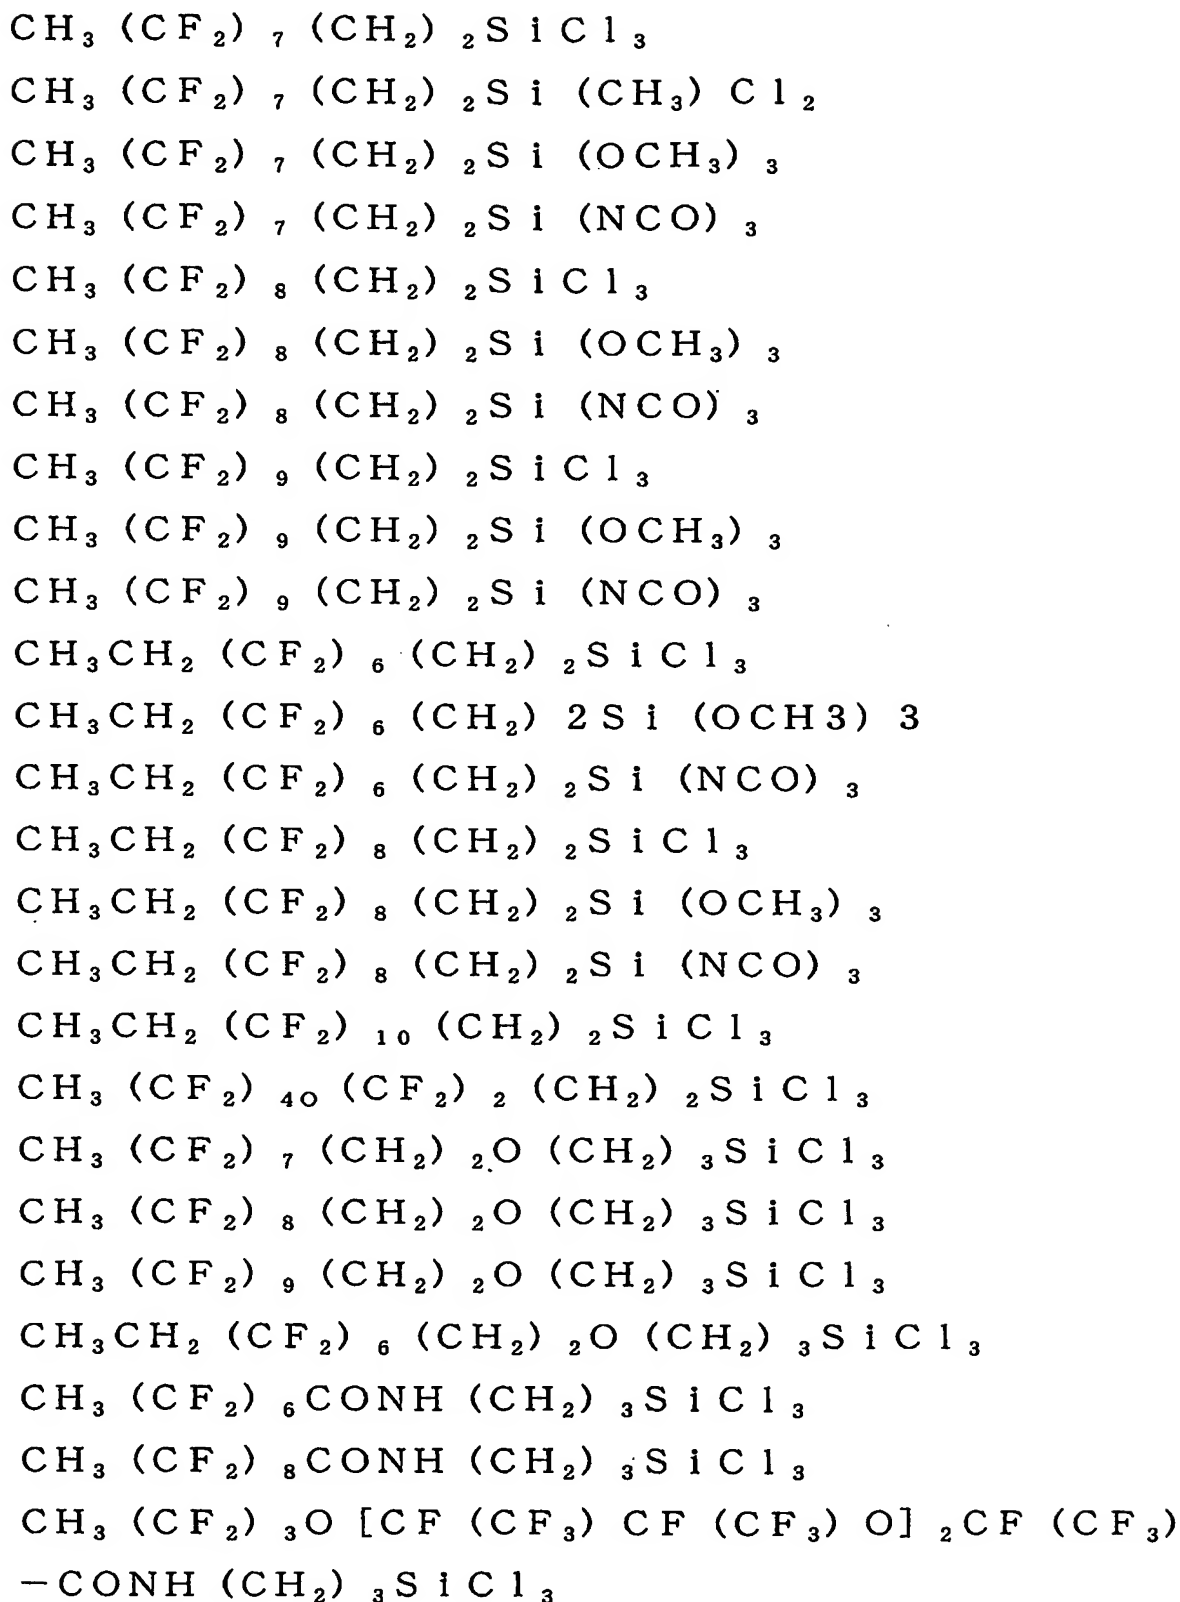 CH₃ (CF₂) ₇ (CH₂) ₂SiCl₃
CH₃ (CF₂) ₇ (CH₂) ₂Si (CH₃) Cl₂
CH₃ (CF₂) ₇ (CH₂) ₂Si (OCH₃) ₃
CH₃ (CF₂) ₇ (CH₂) ₂Si (NCO) ₃
CH₃ (CF₂) ₈ (CH₂) ₂SiCl₃
CH₃ (CF₂) ₈ (CH₂) ₂Si (OCH₃) ₃
CH₃ (CF₂) ₈ (CH₂) ₂Si (NCO) ₃
CH₃ (CF₂) ₉ (CH₂) ₂SiCl₃
CH₃ (CF₂) ₉ (CH₂) ₂Si (OCH₃) ₃
CH₃ (CF₂) ₉ (CH₂) ₂Si (NCO) ₃
CH₃CH₂ (CF₂) ₆ (CH₂) ₂SiCl₃
CH₃CH₂ (CF₂) ₆ (CH₂) 2Si (OCH3) 3
CH₃CH₂ (CF₂) ₆ (CH₂) ₂Si (NCO) ₃
CH₃CH₂ (CF₂) ₈ (CH₂) ₂SiCl₃
CH₃CH₂ (CF₂) ₈ (CH₂) ₂Si (OCH₃) ₃
CH₃CH₂ (CF₂) ₈ (CH₂) ₂Si (NCO) ₃
CH₃CH₂ (CF₂) ₁₀ (CH₂) ₂SiCl₃
CH₃ (CF₂) ₄₀ (CF₂) ₂ (CH₂) ₂SiCl₃
CH₃ (CF₂) ₇ (CH₂) ₂O (CH₂) ₃SiCl₃
CH₃ (CF₂) ₈ (CH₂) ₂O (CH₂) ₃SiCl₃
CH₃ (CF₂) ₉ (CH₂) ₂O (CH₂) ₃SiCl₃
CH₃CH₂ (CF₂) ₆ (CH₂) ₂O (CH₂) ₃SiCl₃
CH₃ (CF₂) ₆CONH (CH₂) ₃SiCl₃
CH₃ (CF₂) ₈CONH (CH₂) ₃SiCl₃
CH₃ (CF₂) ₃O [CF (CF₃) CF (CF₃) O] ₂CF (CF₃)
−CONH (CH₂) ₃SiCl₃